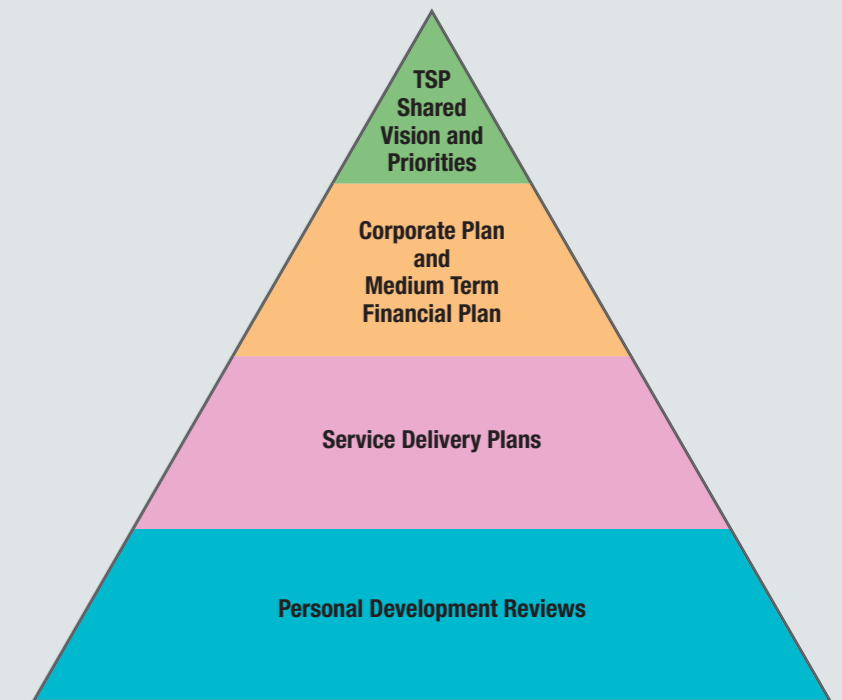 TSP
Shared
Vision and
Priorities
Corporate Plan
and
Medium Term
Financial Plan
Service Delivery Plans
Personal Development Reviews